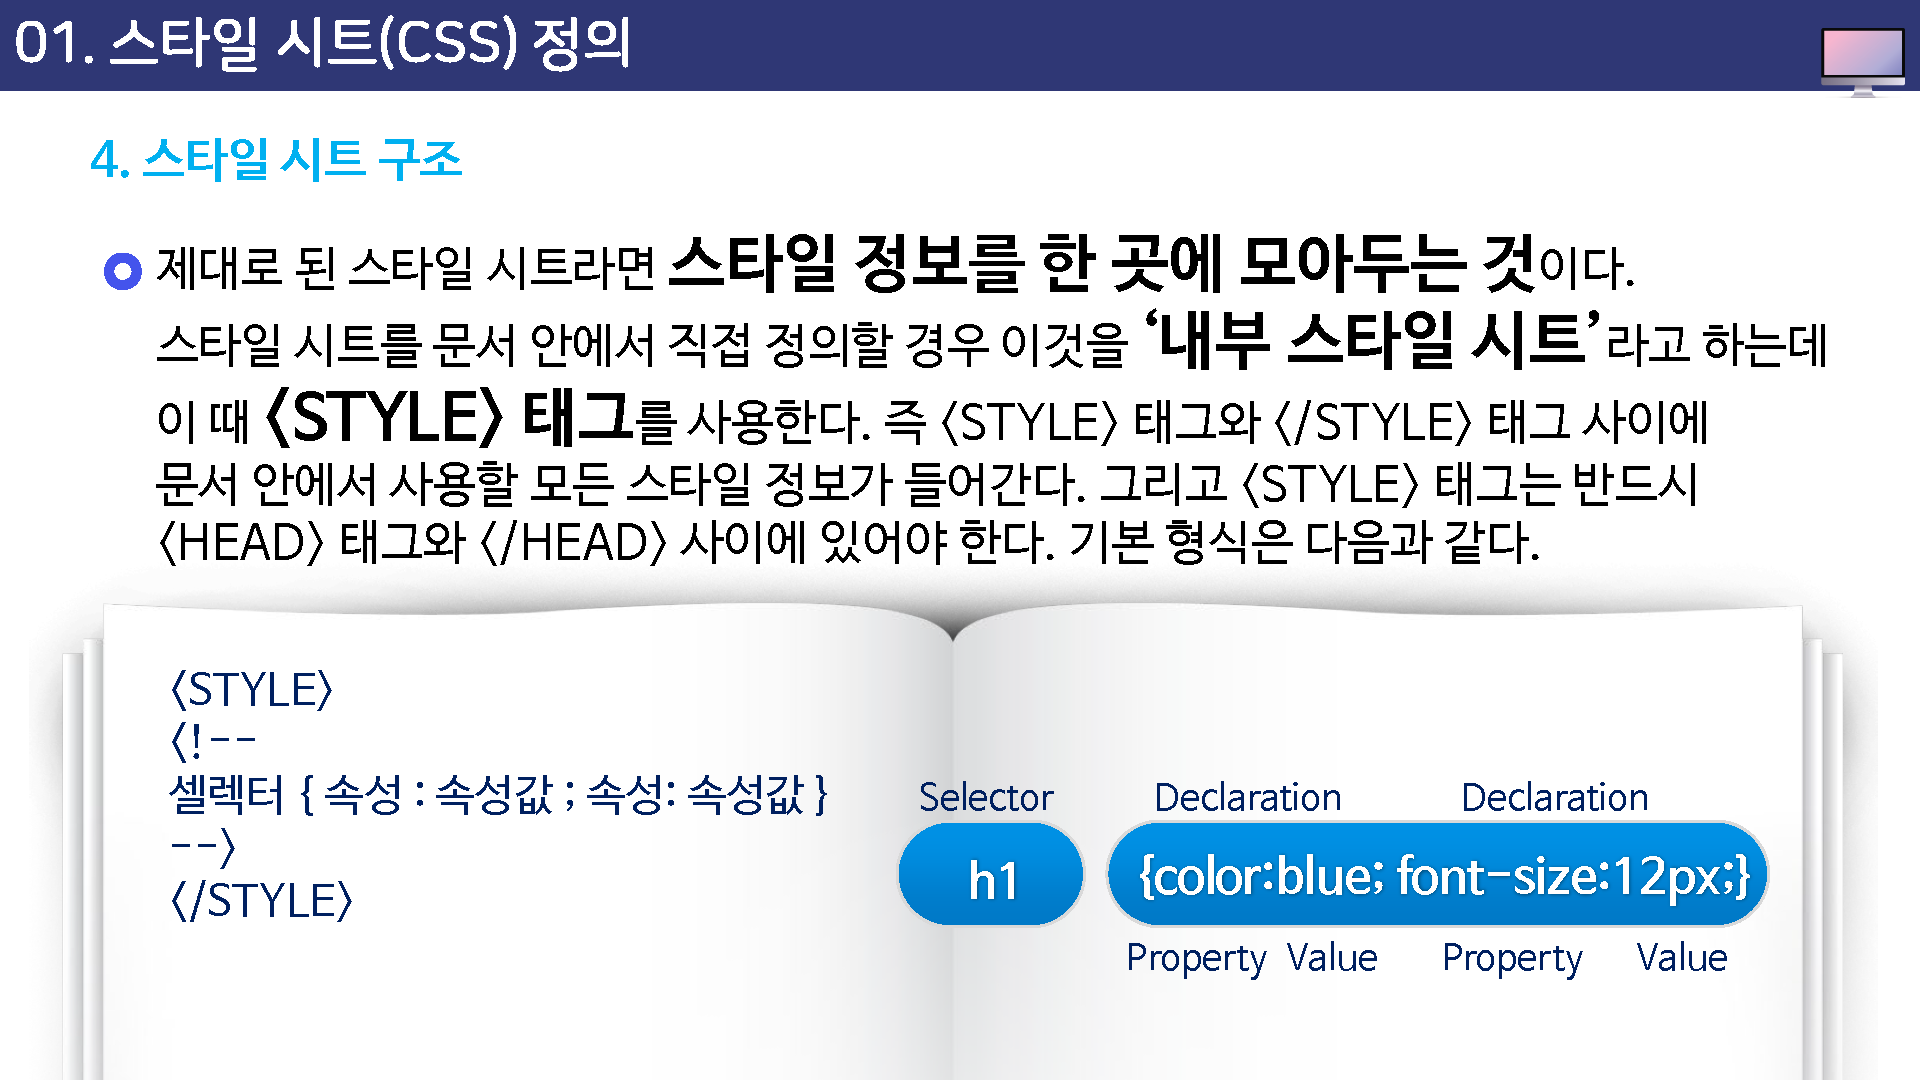 01. 스타일 시트(CSS) 정의
4. 스타일 시트 구조
제대로 된 스타일 시트라면 스타일 정보를 한 곳에 모아두는 것이다.
스타일 시트를 문서 안에서 직접 정의할 경우 이것을 ‘내부 스타일 시트’라고 하는데
이 때 <STYLE> 태그를 사용한다. 즉 <STYLE> 태그와 </STYLE> 태그 사이에
문서 안에서 사용할 모든 스타일 정보가 들어간다. 그리고 <STYLE> 태그는 반드시
<HEAD> 태그와 </HEAD> 사이에 있어야 한다. 기본 형식은 다음과 같다.
<STYLE>
<!--
셀렉터 { 속성 : 속성값 ; 속성: 속성값 }
-->
</STYLE>
Selector Declaration Declaration
h1 {color:blue; font-size:12px;}
Property Value Property Value